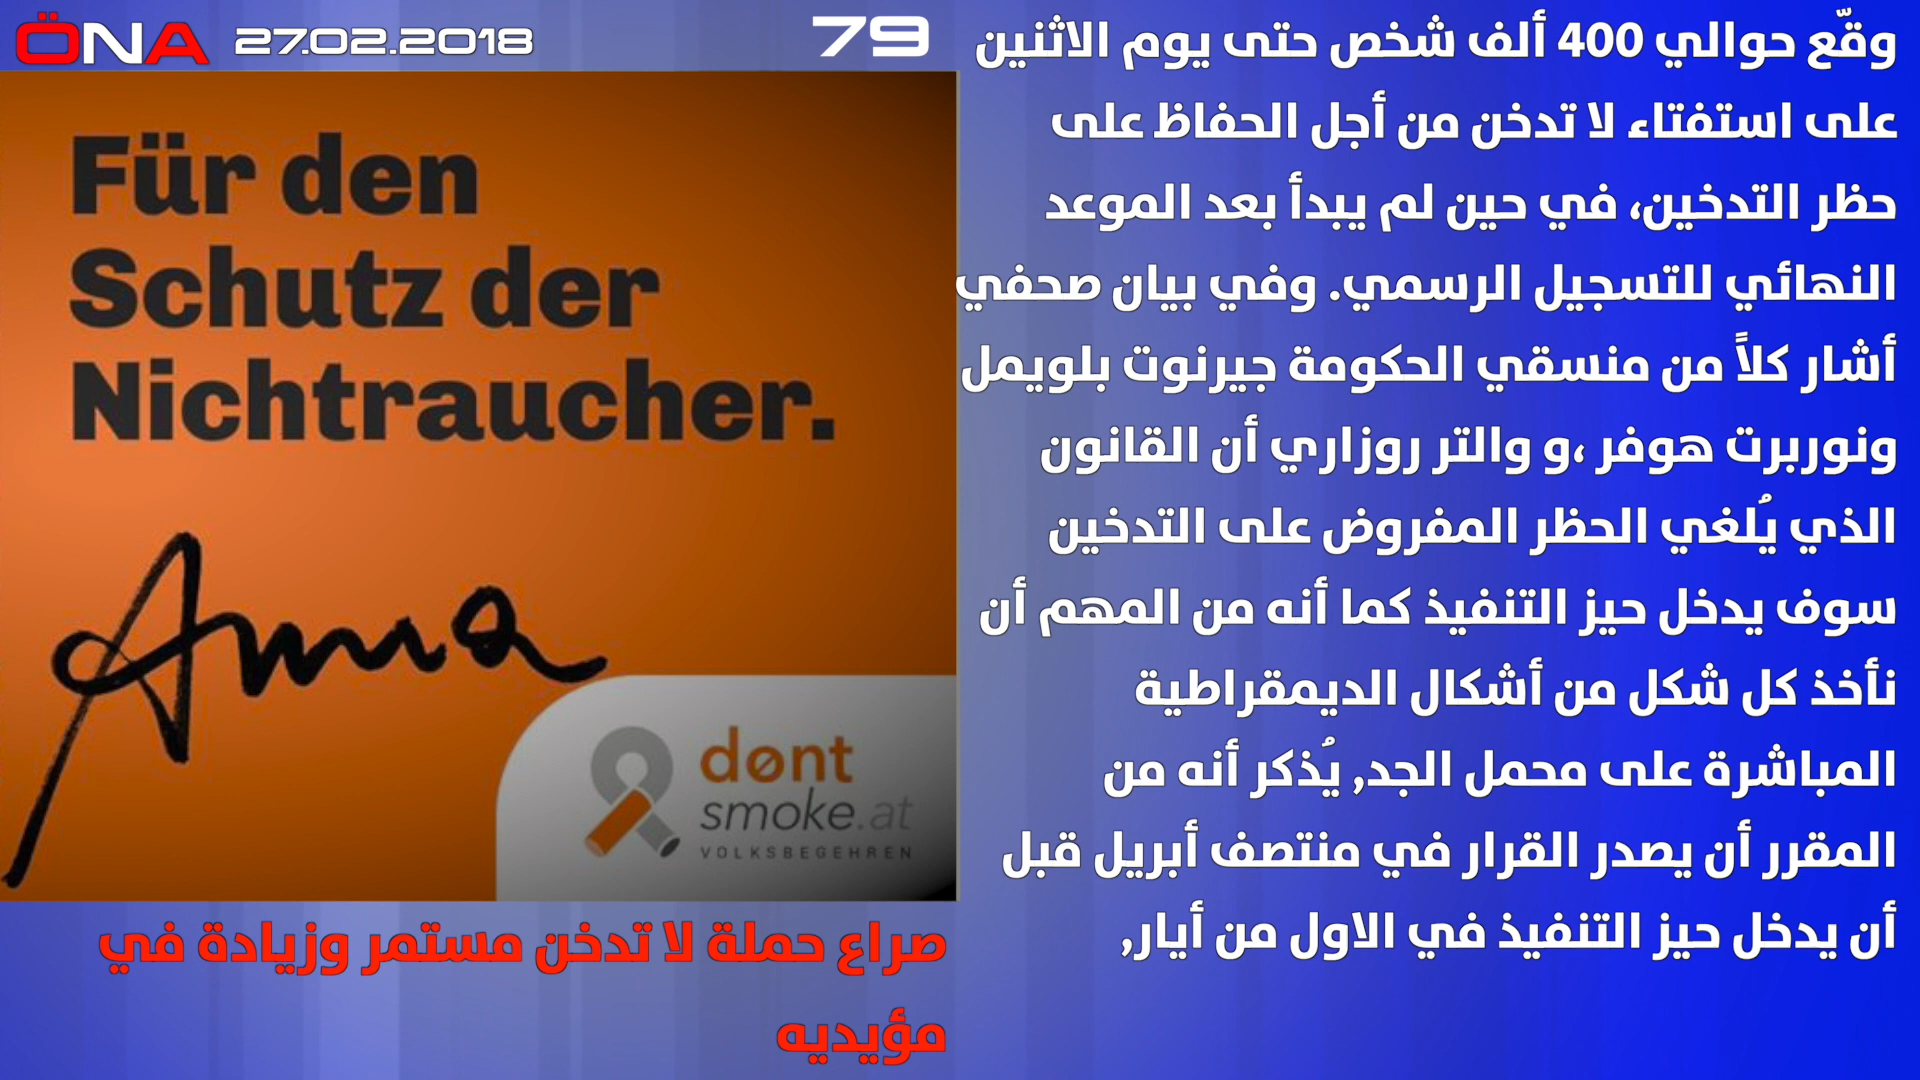 ÖNA 27.02.2018 79
Für den
Schutz der
Nichtraucher.
Anna
dønt
smoke.at
VOLKSBEGEHREN
صراع حملة لا تدخن مستمر وزيادة في
مؤيديه
وقّع حوالي 400 ألف شخص حتى يوم الاثنين
على استفتاء لا تدخن من أجل الحفاظ على
حظر التدخين، في حين لم يبدأ بعد الموعد
النهائي للتسجيل الرسمي. وفي بيان صحفي
أشار كلاً من منسقي الحكومة جيرنوت بلويمل
ونوربرت هوفر ،و والتر روزاري أن القانون
الذي يُلغي الحظر المفروض على التدخين
سوف يدخل حيز التنفيذ كما أنه من المهم أن
نأخذ كل شكل من أشكال الديمقراطية
المباشرة على محمل الجد, يُذكر أنه من
المقرر أن يصدر القرار في منتصف أبريل قبل
أن يدخل حيز التنفيذ في الاول من أيار,